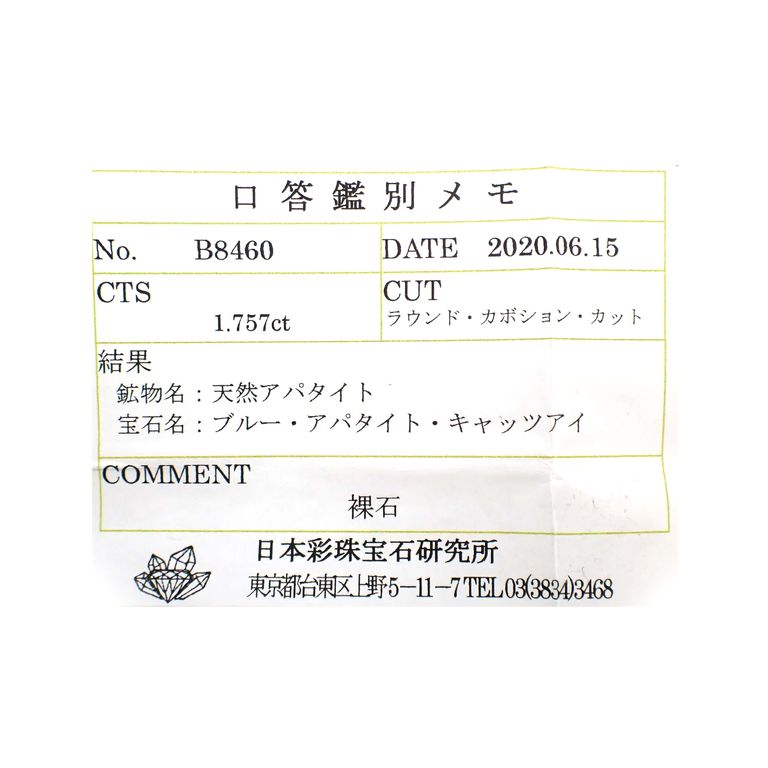 口答鑑別メモ
No. B8460
DATE 2020.06.15
CTS
1.757ct
CUT
ラウンド・カボション・カット
結果
鉱物名：天然アパタイト
宝石名：ブルー・アパタイト・キャッツアイ
COMMENT
裸石
日本彩珠宝石研究所
東京都台東区上野5－11－7 TEL 03(3834)3468